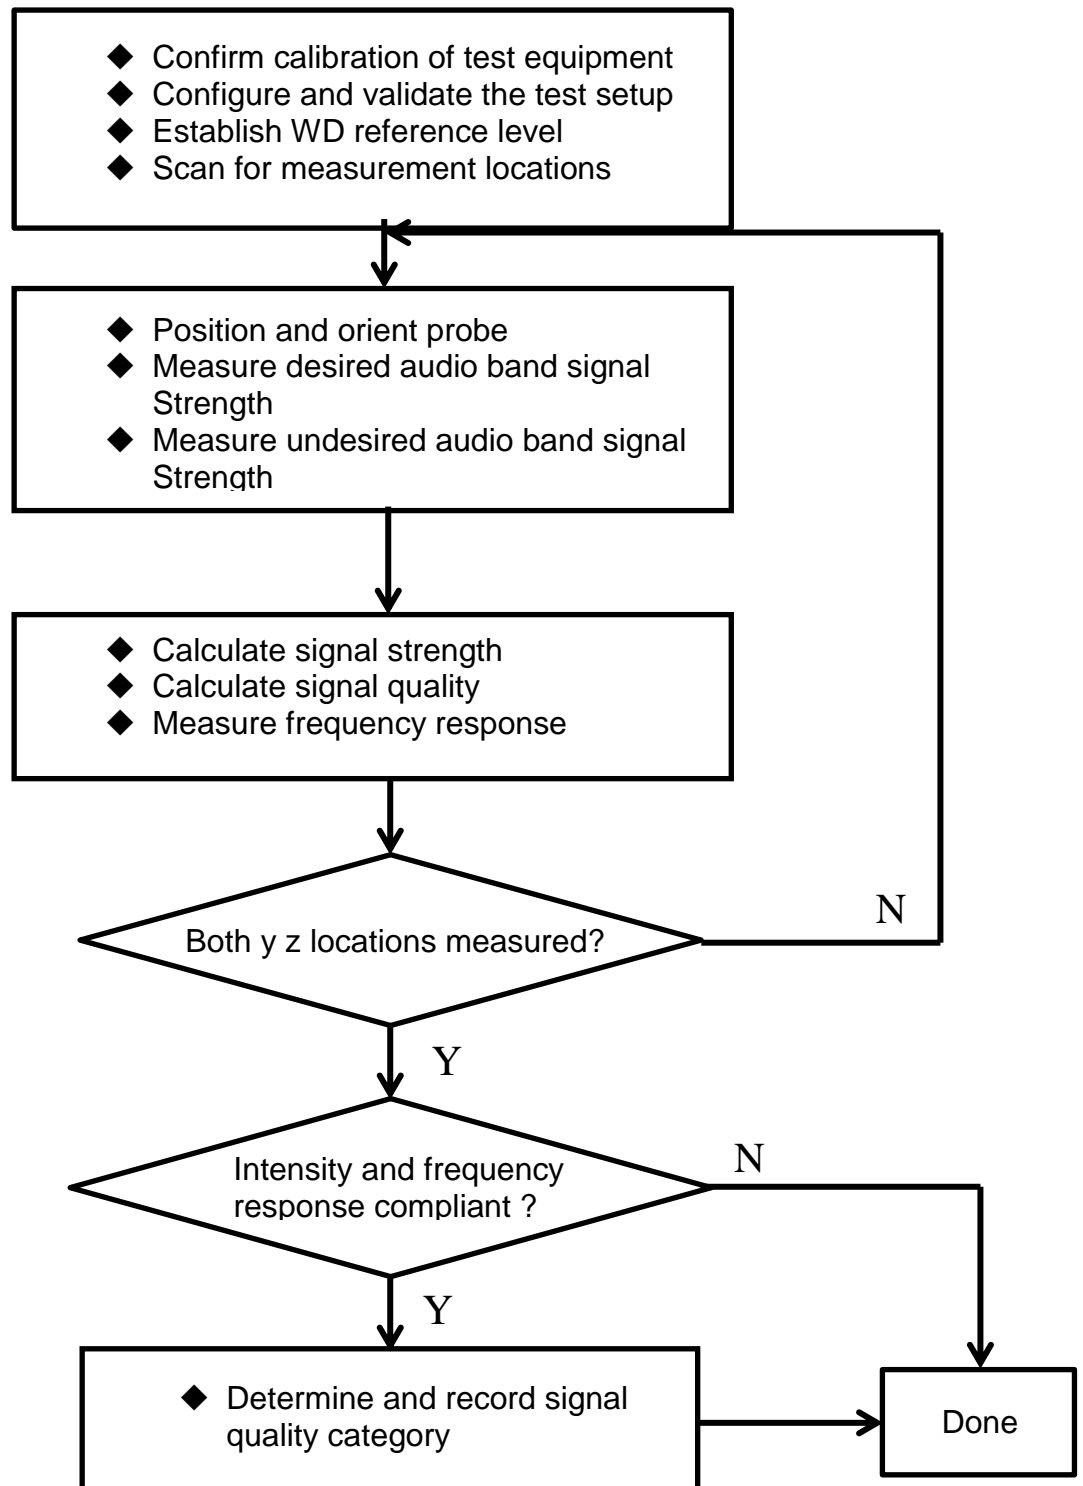 ◆ Confirm calibration of test equipment
◆ Configure and validate the test setup
◆ Establish WD reference level
◆ Scan for measurement locations
◆ Position and orient probe
◆ Measure desired audio band signal
Strength
◆ Measure undesired audio band signal
Strength
◆ Calculate signal strength
◆ Calculate signal quality
◆ Measure frequency response
Both y z locations measured?
N
Y
Intensity and frequency
response compliant ?
N
Y
◆ Determine and record signal
quality category
Done